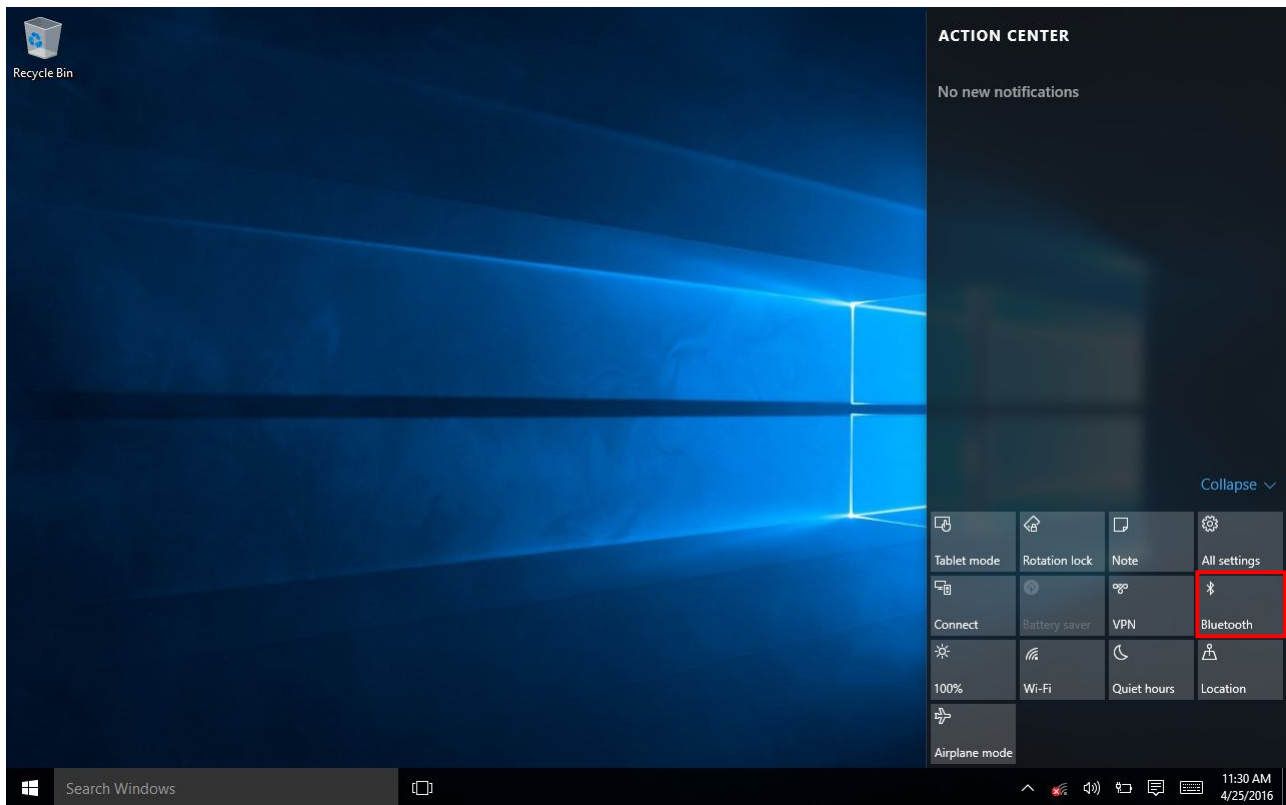 Recycle Bin
ACTION CENTER
No new notifications
Collapse
Tablet mode
Rotation lock
Note
All settings
Connect
Battery saver
VPN
Bluetooth
100%
Wi-Fi
Quiet hours
Location
Airplane mode
Search Windows
11:30 AM
4/25/2016